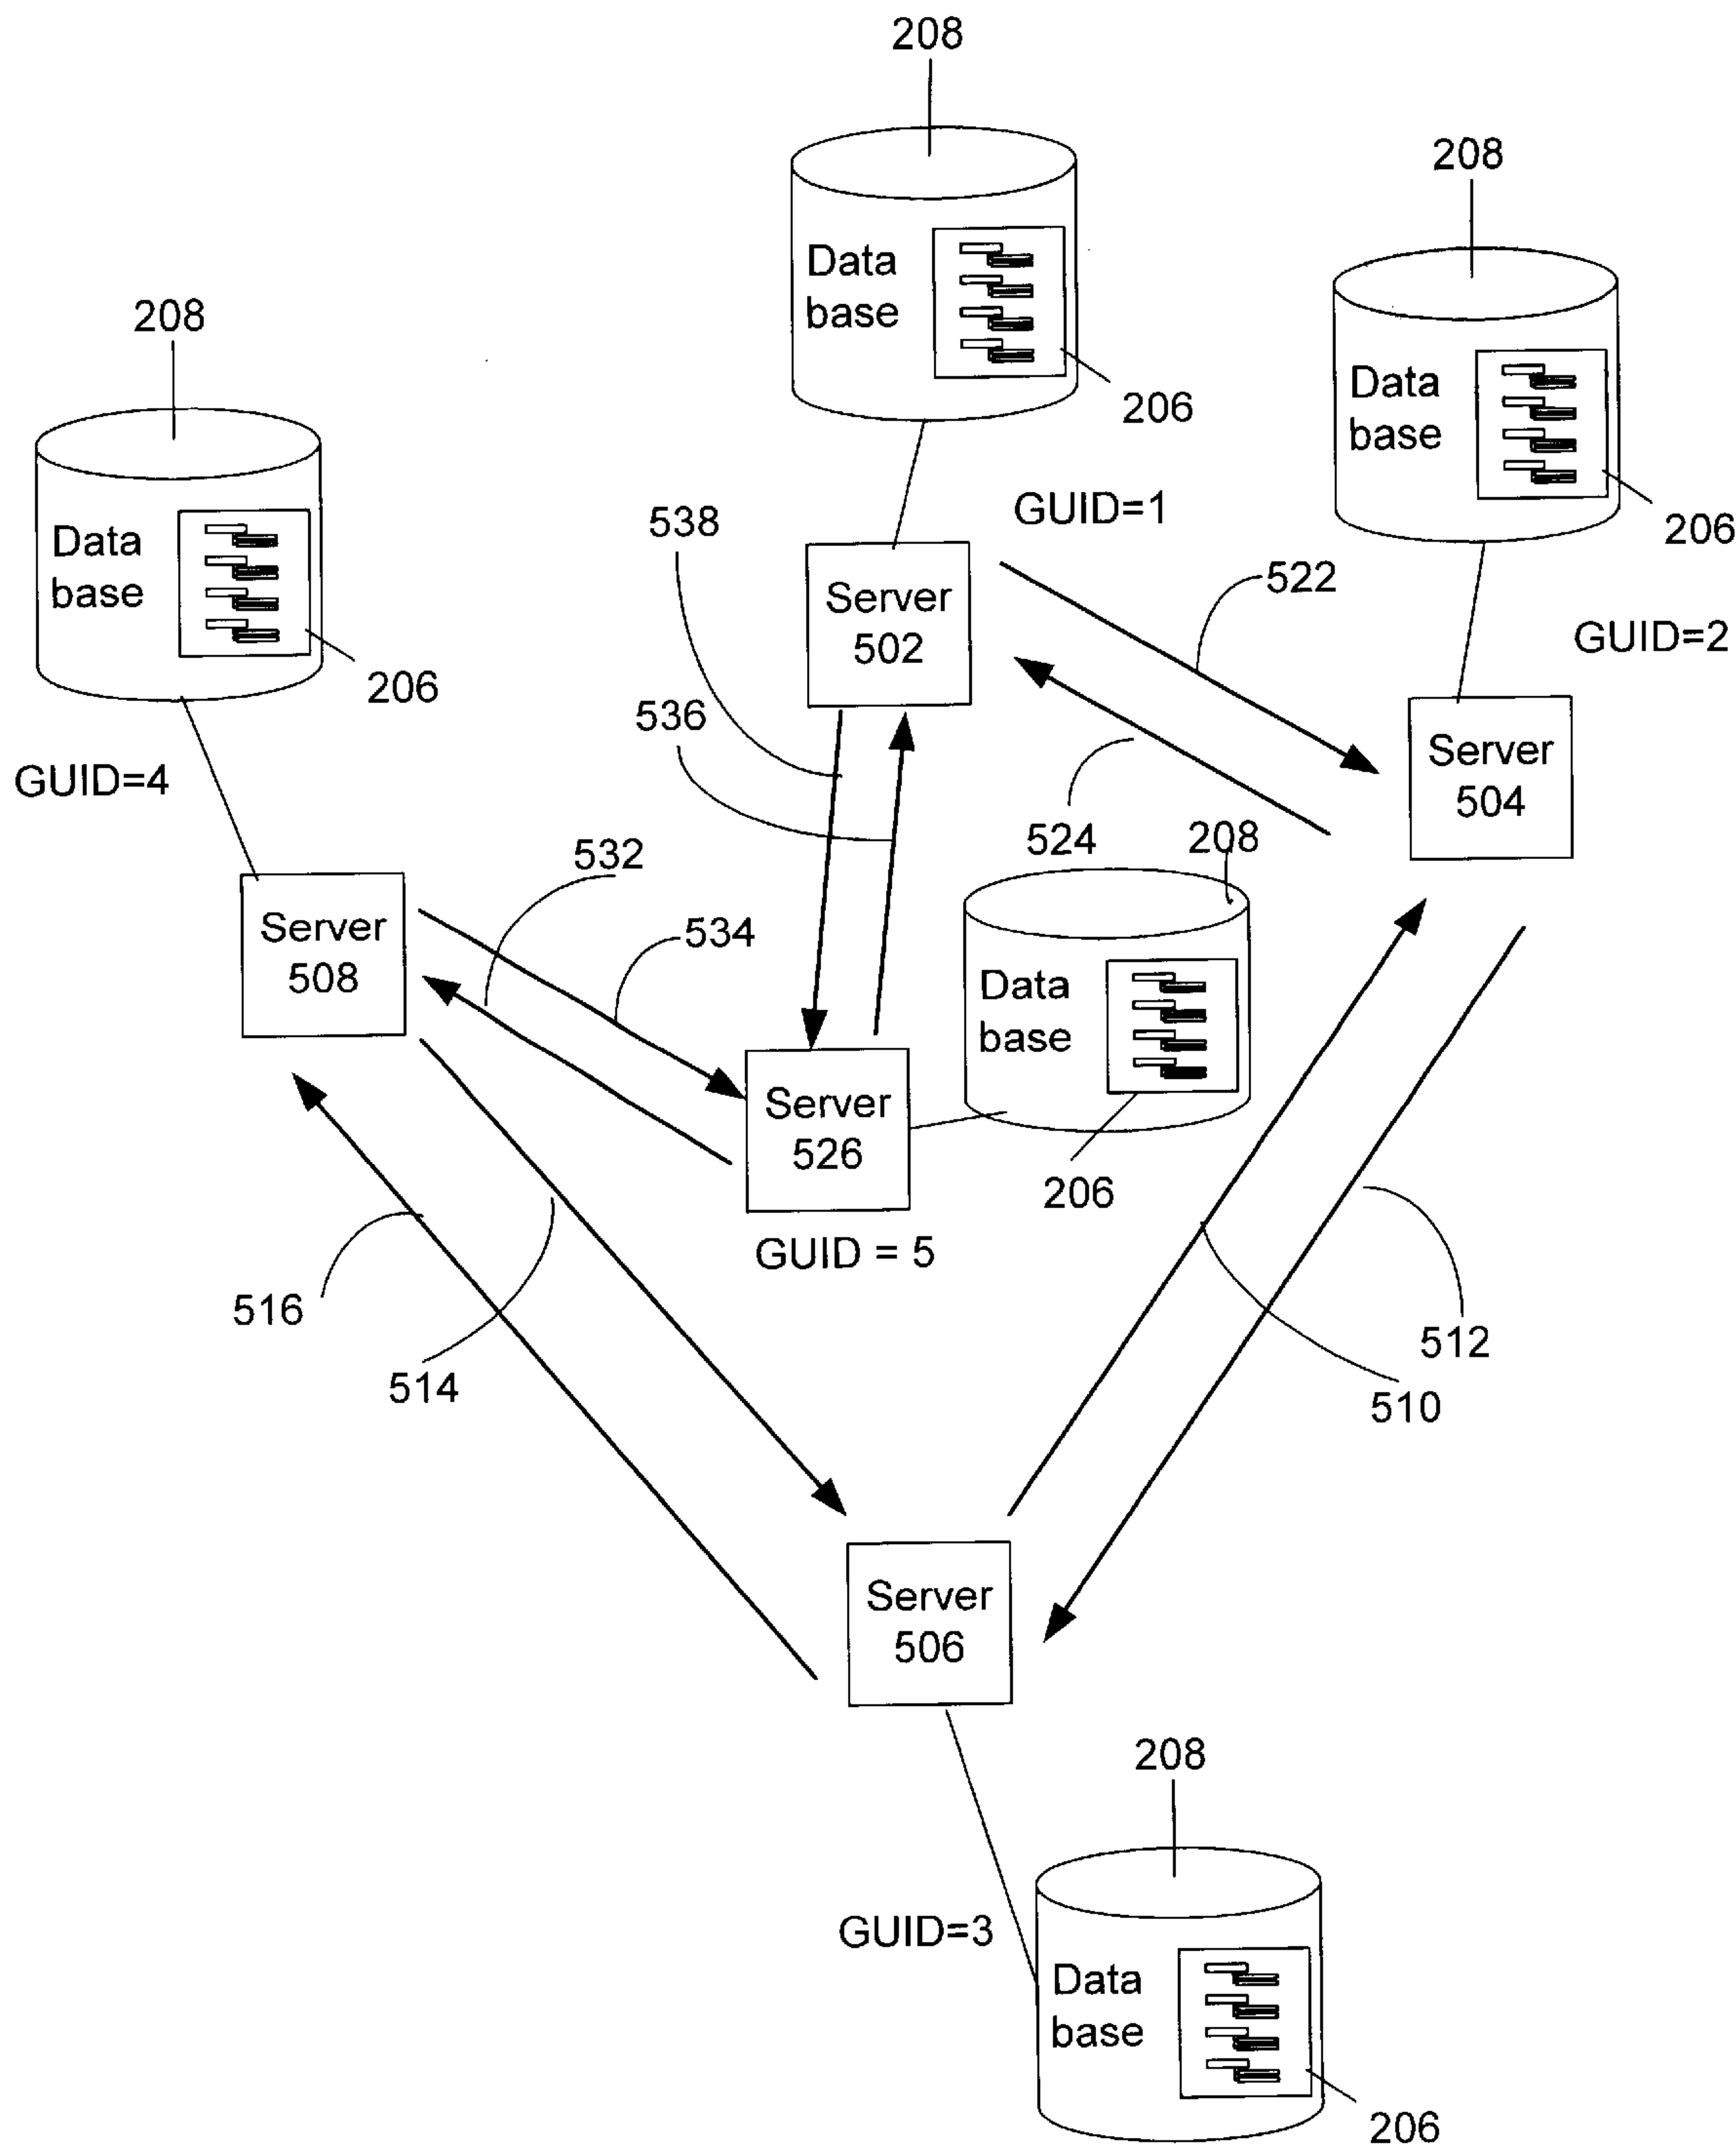 208
208
Data
base
206
208
Data
base
206
Data
base
206
GUID=1
538
522
Server
502
GUID=2
536
GUID=4
Server
504
524
208
532
534
Server
508
Data
base
206
Server
526
GUID = 5
516
514
512
510
Server
506
208
GUID=3
Data
base
206